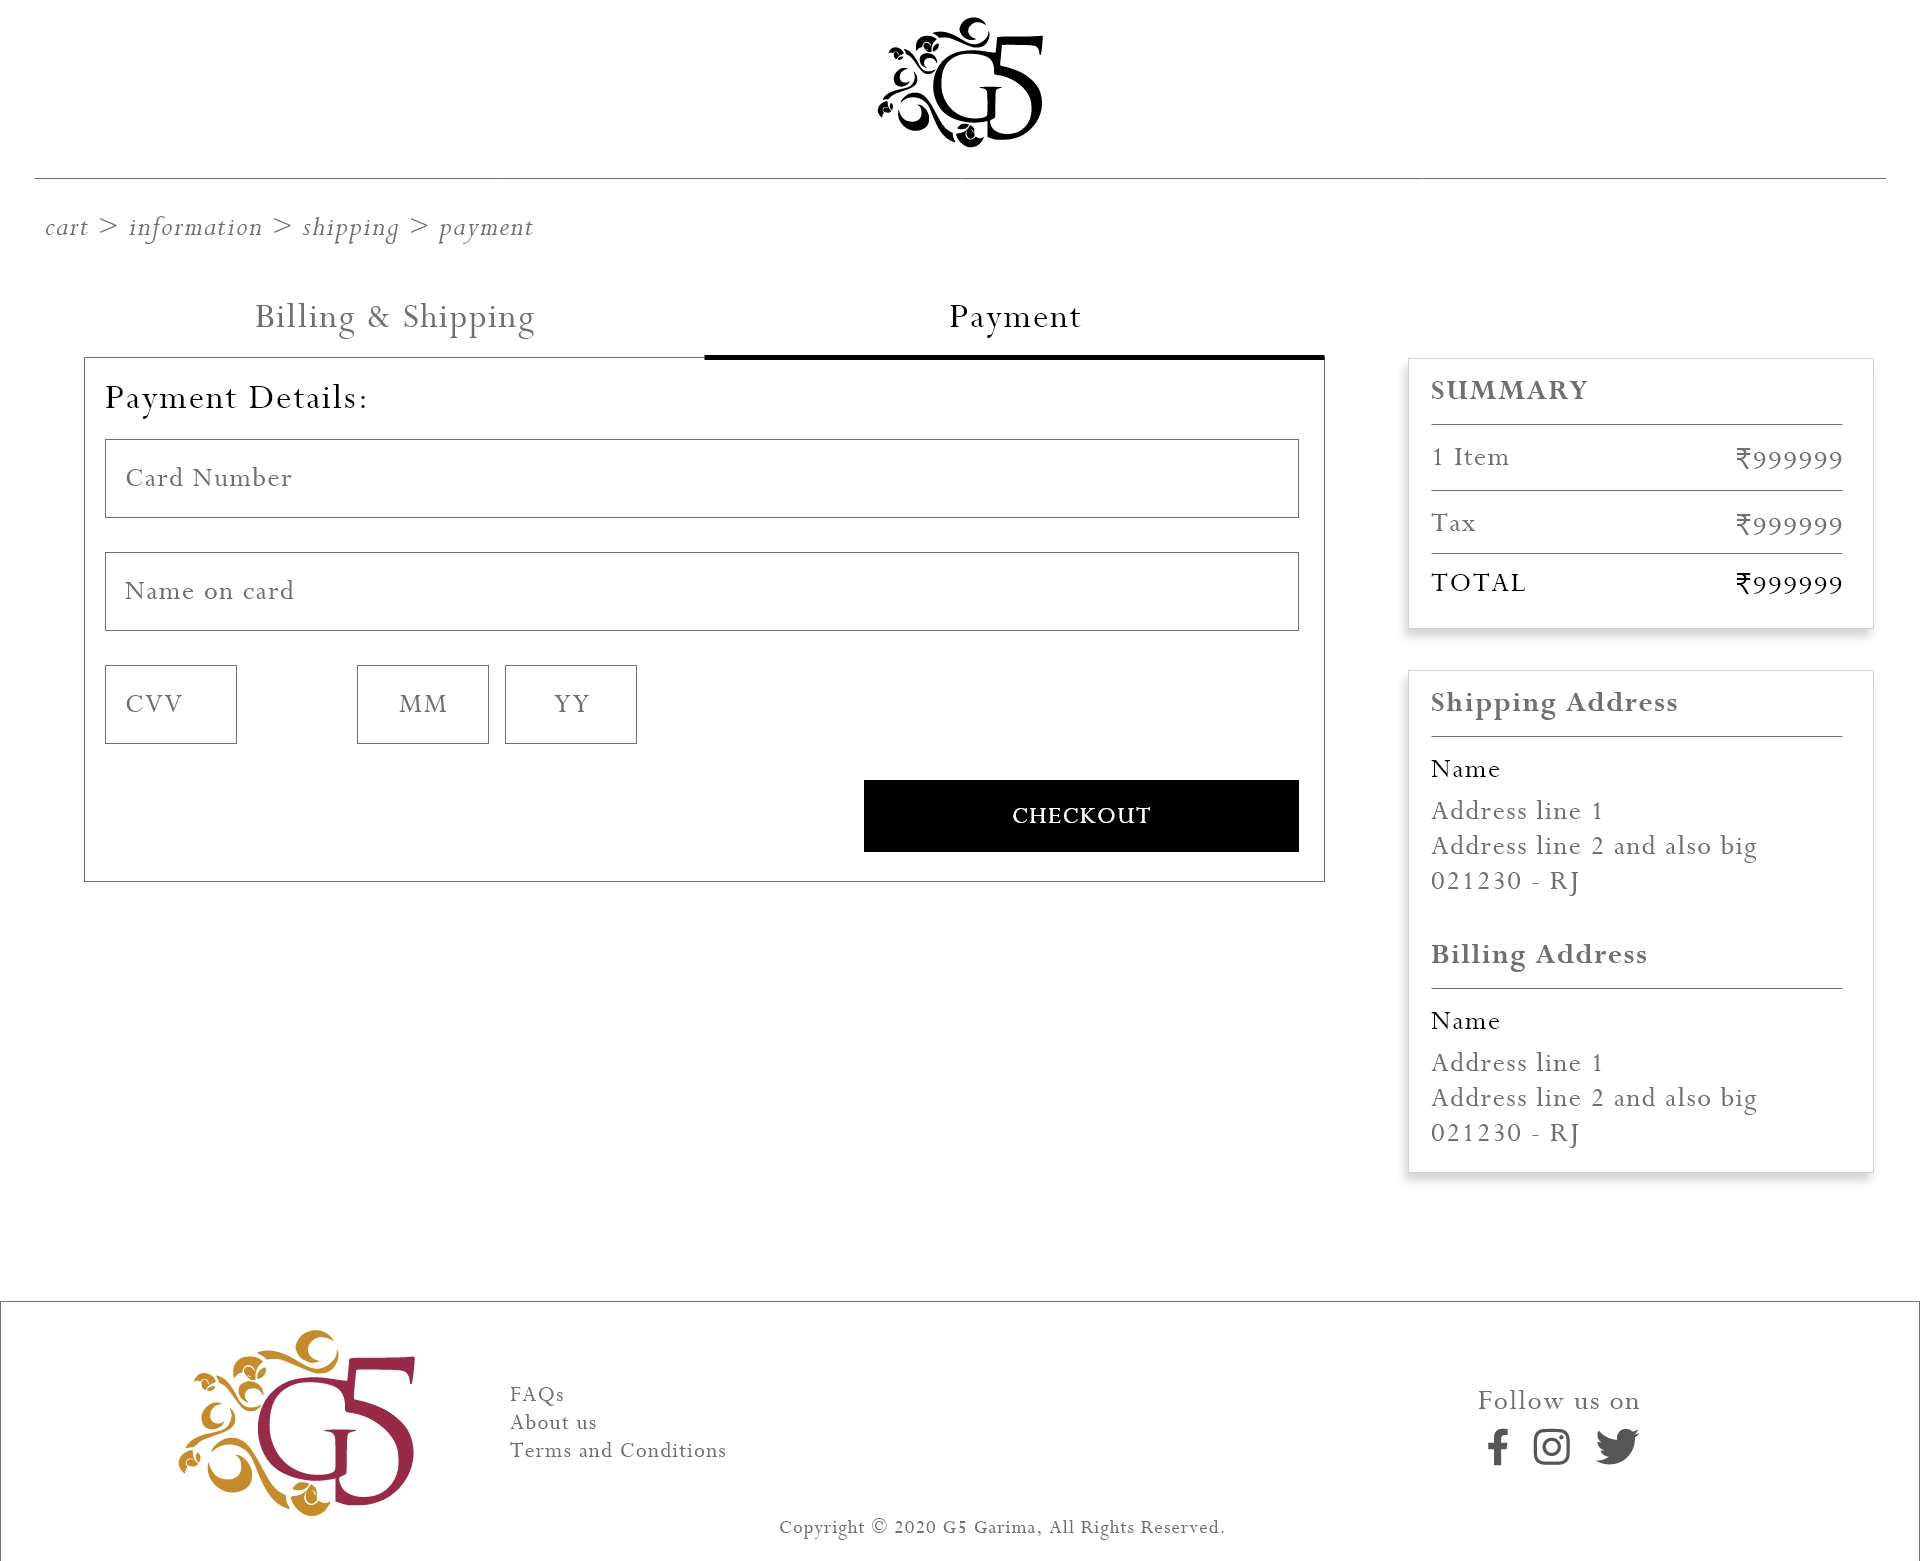 G5
cart > information > shipping > payment
Billing & Shipping
Payment
Payment Details:
Card Number
Name on card
CVV
MM
YY
CHECKOUT
SUMMARY
1 Item ₹999999
Tax ₹999999
TOTAL ₹999999
Shipping Address
Name
Address line 1
Address line 2 and also big
021230 - RJ
Billing Address
Name
Address line 1
Address line 2 and also big
021230 - RJ
G5
FAQs
About us
Terms and Conditions
Follow us on
Copyright © 2020 G5 Garima, All Rights Reserved.